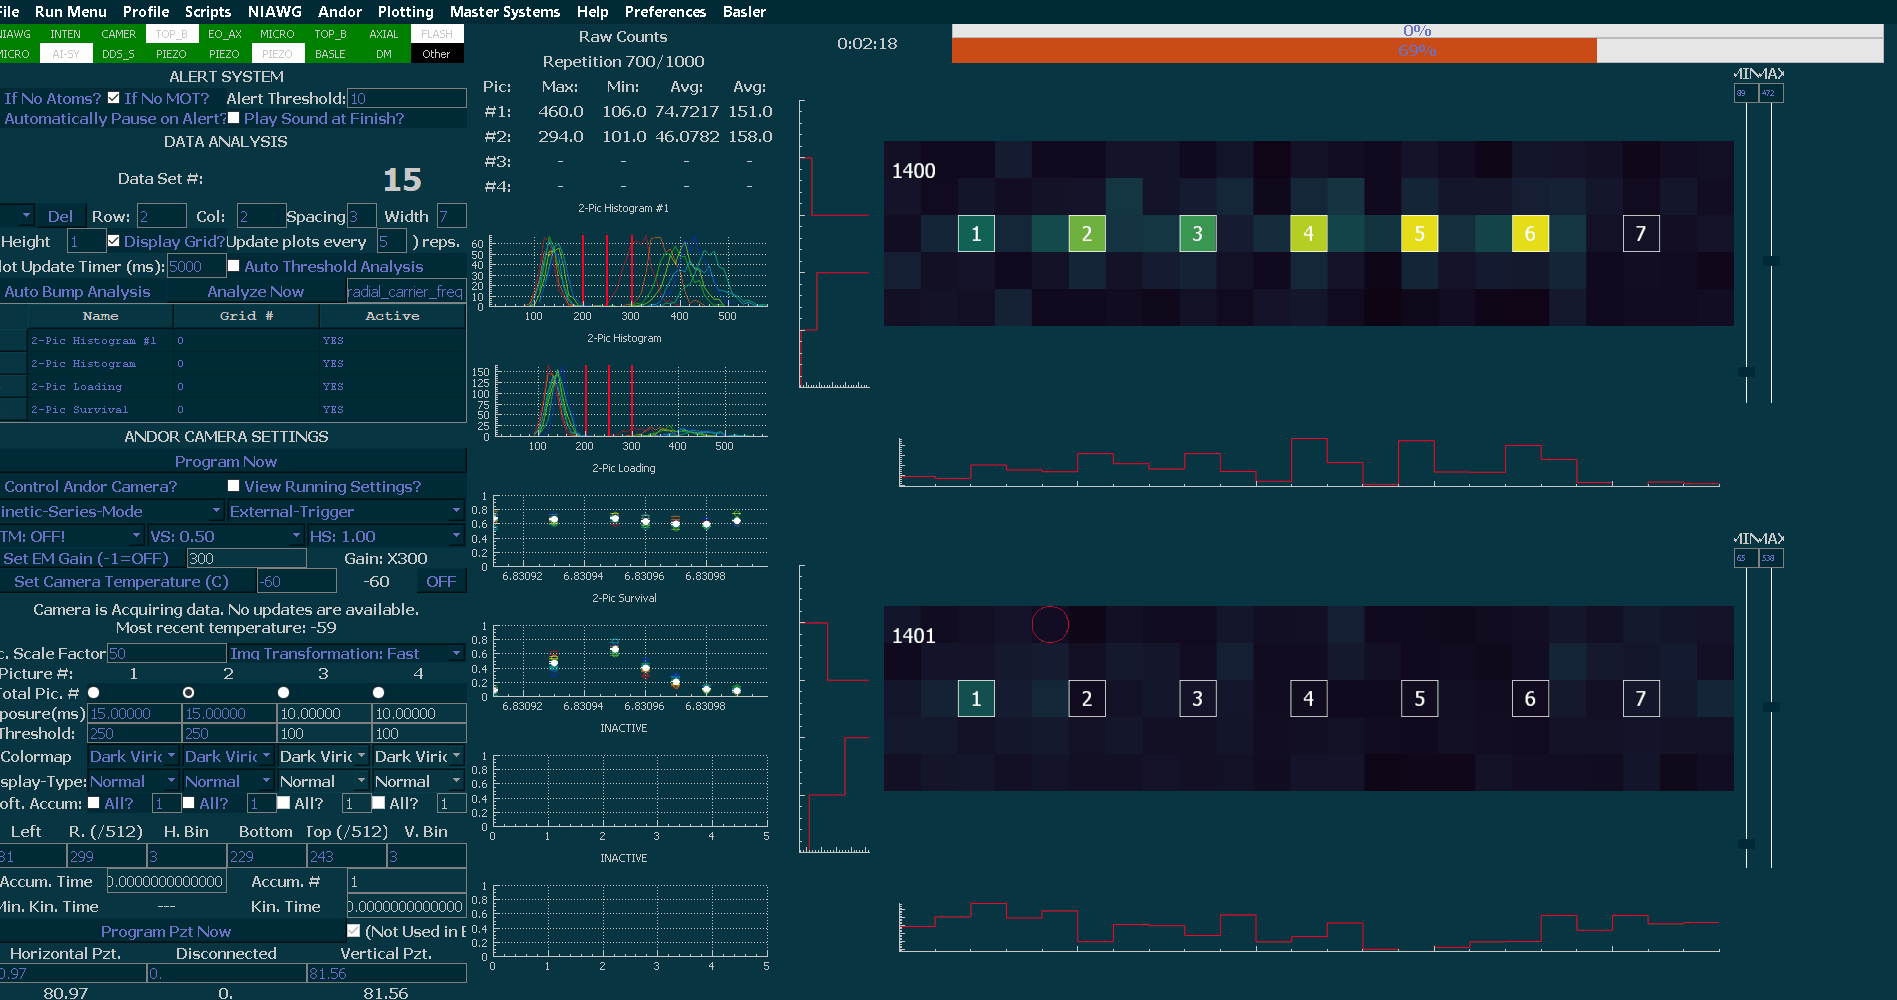 File Run Menu Profile Scripts NIAWG Andor Plotting Master Systems Help Preferences Basler
NIAWG INTEN CAMER TOP_B EO_AX MICRO TOP_B AXIAL FLASH
MICRO AI-SY DDS_S PIEZO PIEZO PIEZO BASLE DM Other
ALERT SYSTEM
If No Atoms? If No MOT? Alert Threshold: 10
Automatically Pause on Alert? Play Sound at Finish?
DATA ANALYSIS
Data Set #: 15
Del Row: 2 Col: 2 Spacing 3 Width 7
Height 1 Display Grid? Update plots every 5 ) reps.
lot Update Timer (ms): 5000 Auto Threshold Analysis
Auto Bump Analysis Analyze Now radial_carrier_freq
Name Grid # Active
2-Pic Histogram #1 0 YES
2-Pic Histogram 0 YES
2-Pic Loading 0 YES
2-Pic Survival 0 YES
ANDOR CAMERA SETTINGS
Program Now
Control Andor Camera? View Running Settings?
inetic-Series-Mode External-Trigger
TM: OFF! VS: 0.50 HS: 1.00
Set EM Gain (-1=OFF) 300 Gain: X300
Set Camera Temperature (C) -60 -60 OFF
Camera is Acquiring data. No updates are available.
Most recent temperature: -59
c. Scale Factor 50 Img Transformation: Fast
Picture #: 1 2 3 4
Total Pic. #
posure(ms) 15.00000 15.00000 10.00000 10.00000
Threshold: 250 250 100 100
Colormap Dark Viric Dark Viric Dark Viric Dark Viric
splay-Type: Normal Normal Normal Normal
oft. Accum: All? 1 All? 1 All? 1 All? 1
Left R. (/512) H. Bin Bottom Top (/512) V. Bin
31 299 3 229 243 3
Accum. Time 0.0000000000000 Accum. # 1
Min. Kin. Time --- Kin. Time 0.0000000000000
Program Pzt Now (Not Used in E
Horizontal Pzt. Disconnected Vertical Pzt.
0.97 0. 81.56
80.97 0. 81.56
Raw Counts
Repetition 700/1000
Pic: Max: Min: Avg: Avg:
#1: 460.0 106.0 74.7217 151.0
#2: 294.0 101.0 46.0782 158.0
#3: - - - -
#4: - - - -
2-Pic Histogram #1
60
50
40
30
20
10
0
100 200 300 400 500
2-Pic Histogram
150
125
100
75
50
25
0
100 200 300 400 500
2-Pic Loading
1
0.8
0.6
0.4
0.2
0
6.83092 6.83094 6.83096 6.83098
2-Pic Survival
1
0.8
0.6
0.4
0.2
0
6.83092 6.83094 6.83096 6.83098
INACTIVE
1
0.8
0.6
0.4
0.2
0
0 1 2 3 4 5
INACTIVE
1
0.8
0.6
0.4
0.2
0
0 1 2 3 4 5
0:02:18
0%
69%
MIN MAX
89 472
1400
1 2 3 4 5 6 7
MIN MAX
65 538
1401
1 2 3 4 5 6 7